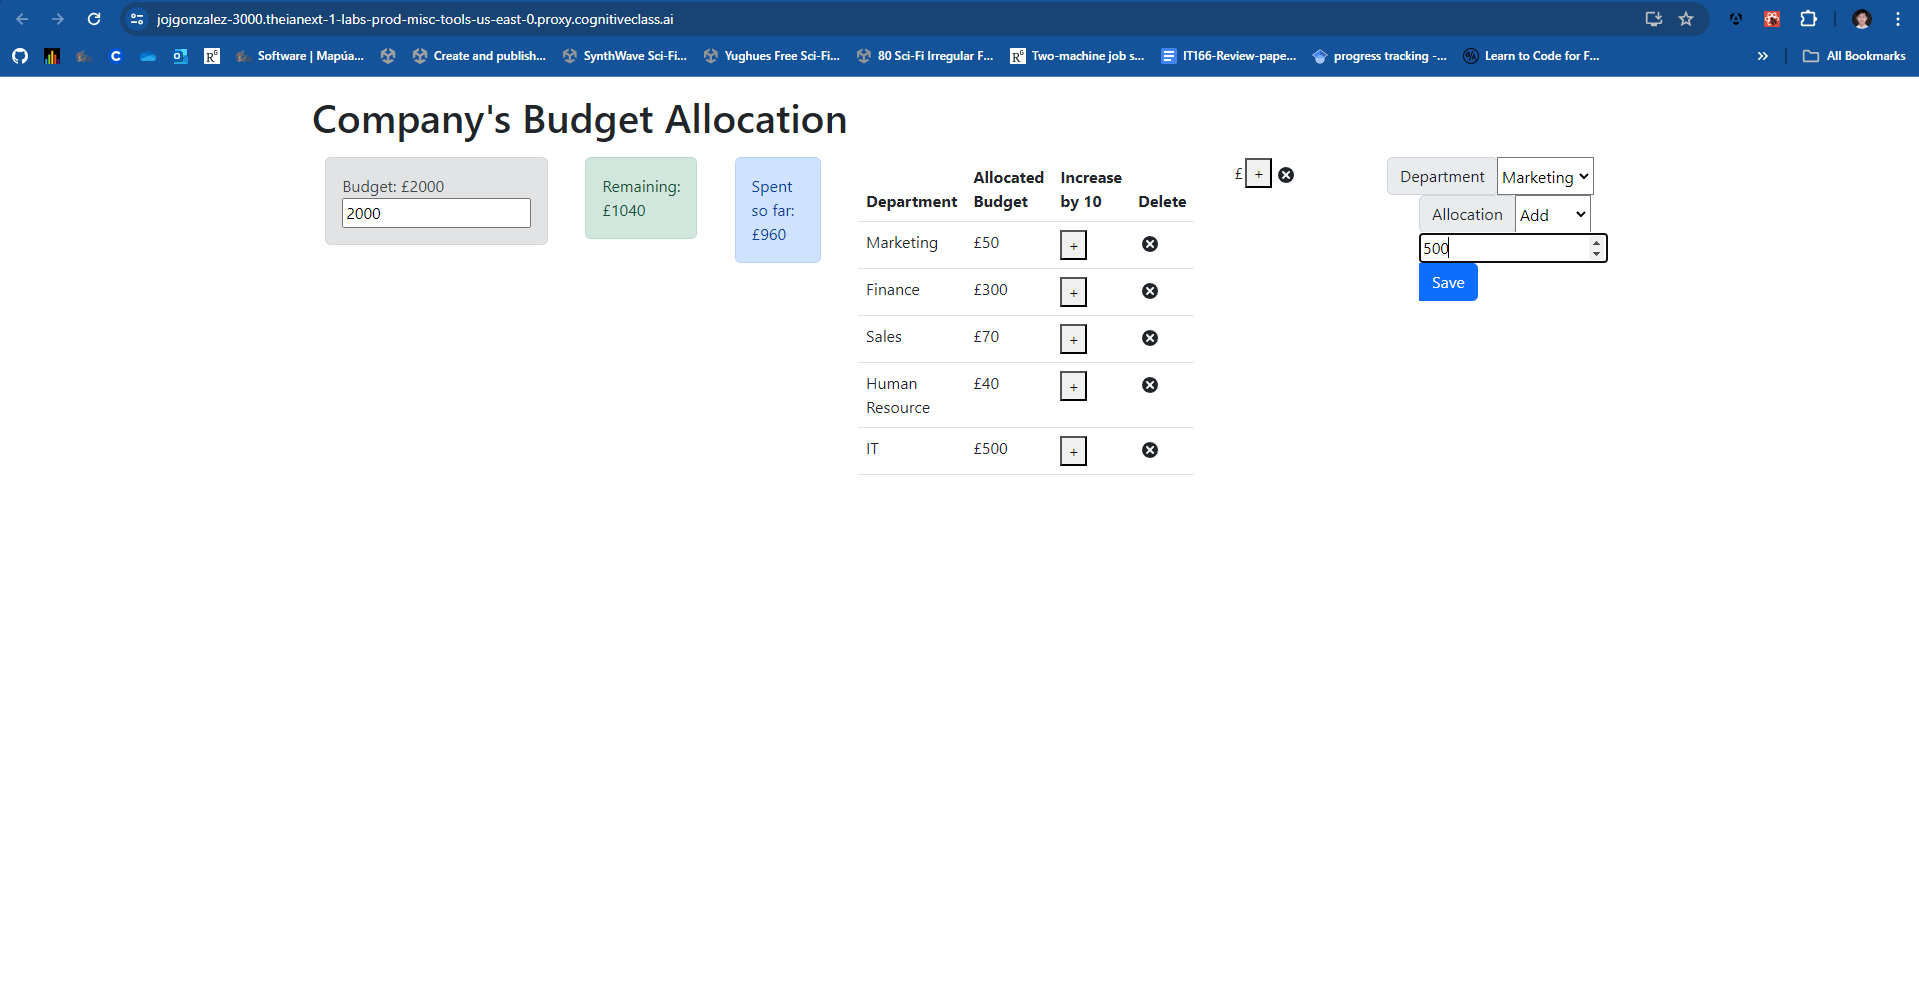 jojgonzalez-3000.theianext-1-labs-prod-misc-tools-us-east-0.proxy.cognitiveclass.ai
Software | Mapúa... Create and publish... SynthWave Sci-Fi... Yughues Free Sci-Fi... 80 Sci-Fi Irregular F... Two-machine job s... IT166-Review-pape... progress tracking -... Learn to Code for F... » All Bookmarks
Company's Budget Allocation
Budget: £2000
2000
Remaining:
£1040
Spent
so far:
£960
Department Allocated Budget Increase by 10 Delete
Marketing £50 +
Finance £300 +
Sales £70 +
Human Resource £40 +
IT £500 +
£ +
Department Marketing
Allocation Add
500
Save